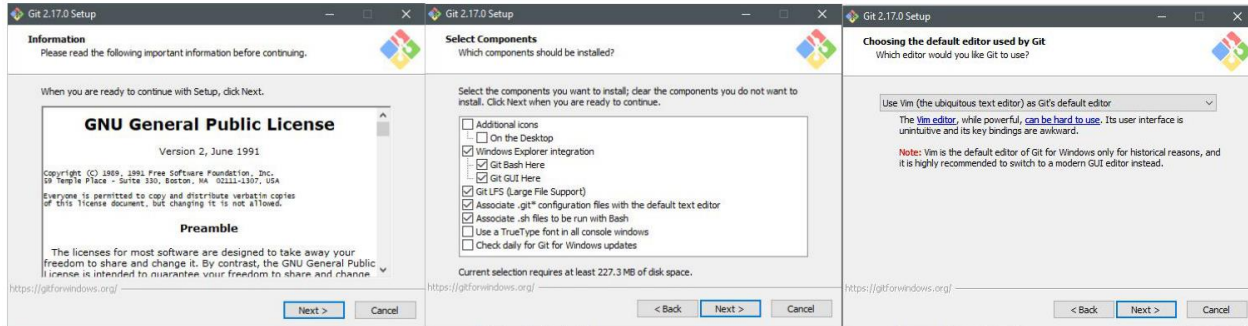 Git 2.17.0 Setup
Information
Please read the following important information before continuing.
When you are ready to continue with Setup, click Next.
GNU General Public License
Version 2, June 1991
Copyright (C) 1989, 1991 Free Software Foundation, Inc.
59 Temple Place - Suite 330, Boston, MA 02111-1307, USA
Everyone is permitted to copy and distribute verbatim copies
of this license document, but changing it is not allowed.
Preamble
The licenses for most software are designed to take away your
freedom to share and change it. By contrast, the GNU General Public
License is intended to guarantee your freedom to share and change
https://gitforwindows.org/
Next >
Cancel
Git 2.17.0 Setup
Select Components
Which components should be installed?
Select the components you want to install; clear the components you do not want to
install. Click Next when you are ready to continue.
Additional icons
On the Desktop
Windows Explorer integration
Git Bash Here
Git GUI Here
Git LFS (Large File Support)
Associate .git* configuration files with the default text editor
Associate .sh files to be run with Bash
Use a TrueType font in all console windows
Check daily for Git for Windows updates
Current selection requires at least 227.3 MB of disk space.
https://gitforwindows.org/
< Back
Next >
Cancel
Git 2.17.0 Setup
Choosing the default editor used by Git
Which editor would you like Git to use?
Use Vim (the ubiquitous text editor) as Git's default editor
The Vim editor, while powerful, can be hard to use. Its user interface is
unintuitive and its key bindings are awkward.
Note: Vim is the default editor of Git for Windows only for historical reasons, and
it is highly recommended to switch to a modern GUI editor instead.
https://gitforwindows.org/
< Back
Next >
Cancel